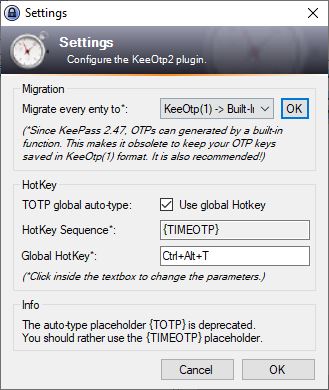 Settings
Settings
Configure the KeeOtp2 plugin.
Migration
Migrate every enty to*:
KeeOtp(1) -> Built-In
OK
(*Since KeePass 2.47, OTPs can generated by a built-in
function. This makes it obsolete to keep your OTP keys
saved in KeeOtp(1) format. It is also recommended!)
HotKey
TOTP global auto-type:
Use global Hotkey
HotKey Sequence*:
{TIMEOTP}
Global HotKey*:
Ctrl+Alt+T
(*Click inside the textbox to change the parameters.)
Info
The auto-type placeholder {TOTP} is deprecated.
You should rather use the {TIMEOTP} placeholder.
Cancel
OK